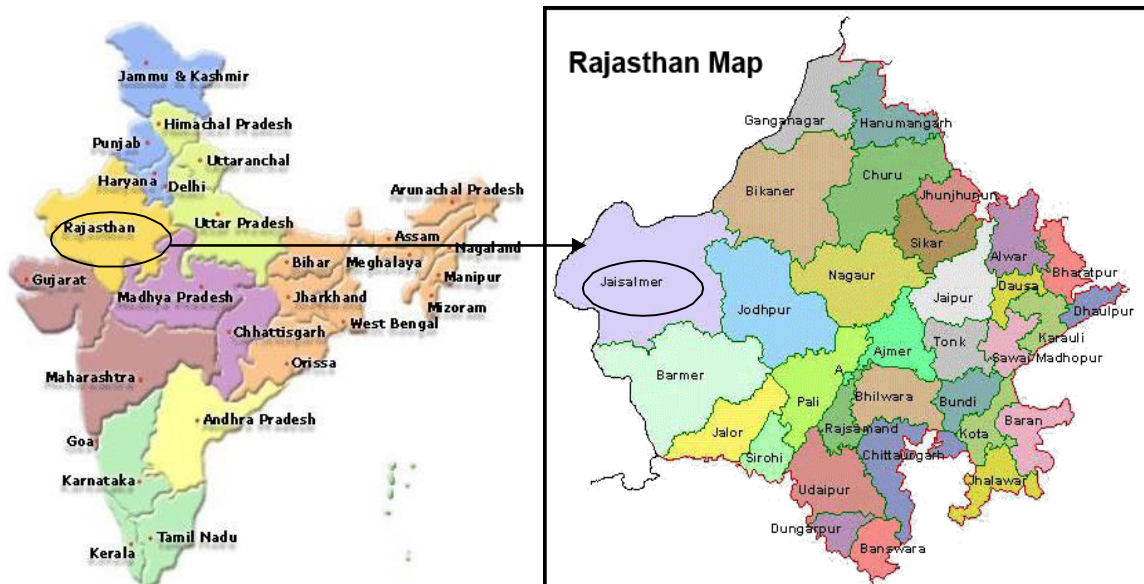 Jammu & Kashmir
Himachal Pradesh
Punjab
Uttaranchal
Haryana
Delhi
Arunachal Pradesh
Rajasthan
Uttar Pradesh
Assam
Nagaland
Bihar
Meghalaya
Gujarat
Manipur
Madhya Pradesh
Jharkhand
Mizoram
West Bengal
Chhattisgarh
Orissa
Maharashtra
Andhra Pradesh
Goa
Karnataka
Tamil Nadu
Kerala
Rajasthan Map
Ganganagar
Hanumangarh
Bikaner
Churu
Jhunjhunun
Sikar
Alwar
Bharatpur
Jaisalmer
Nagaur
Dausa
Jaipur
Jodhpur
Dhaulpur
Karauli
Tonk
Ajmer
Sawai Madhopur
Barmer
A
Pali
Bhilwara
Bundi
Baran
Jalor
Rajsamand
Kota
Sirohi
Chittaurgarh
Jhalawar
Udaipur
Dungarpur
Banswara